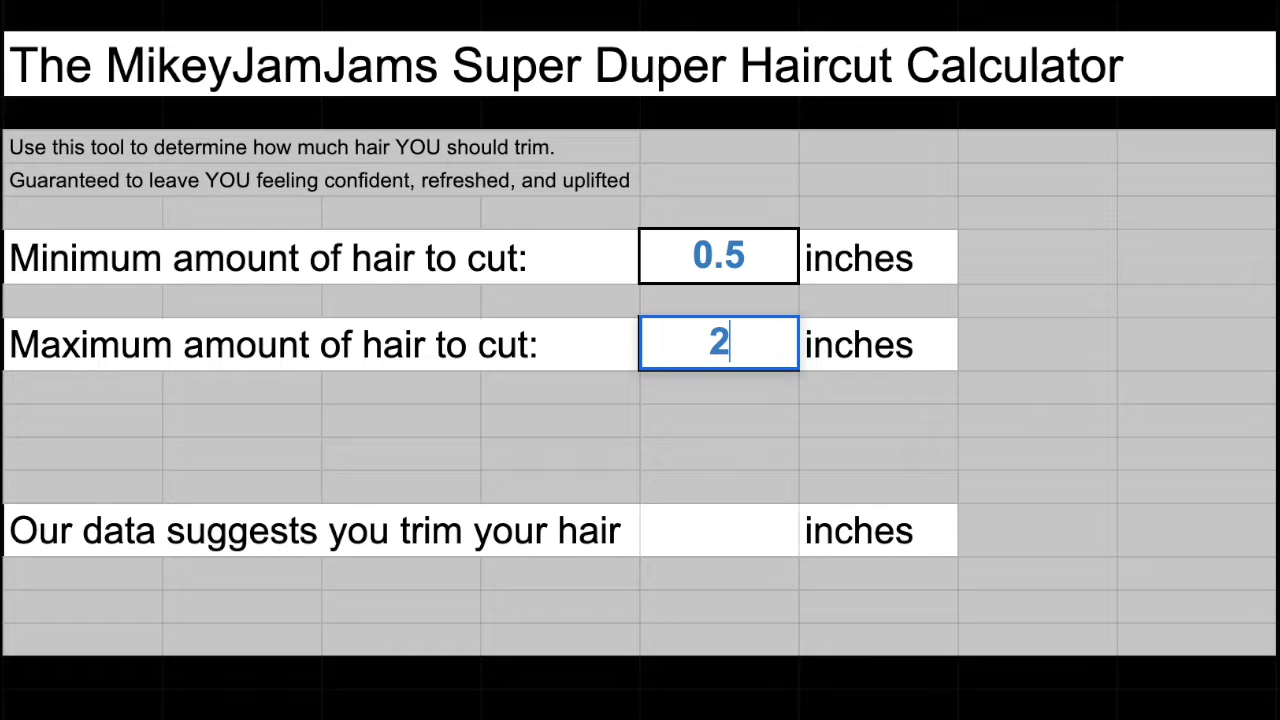 The MikeyJamJams Super Duper Haircut Calculator
Use this tool to determine how much hair YOU should trim.
Guaranteed to leave YOU feeling confident, refreshed, and uplifted
Minimum amount of hair to cut: 0.5 inches
Maximum amount of hair to cut: 2 inches
Our data suggests you trim your hair inches